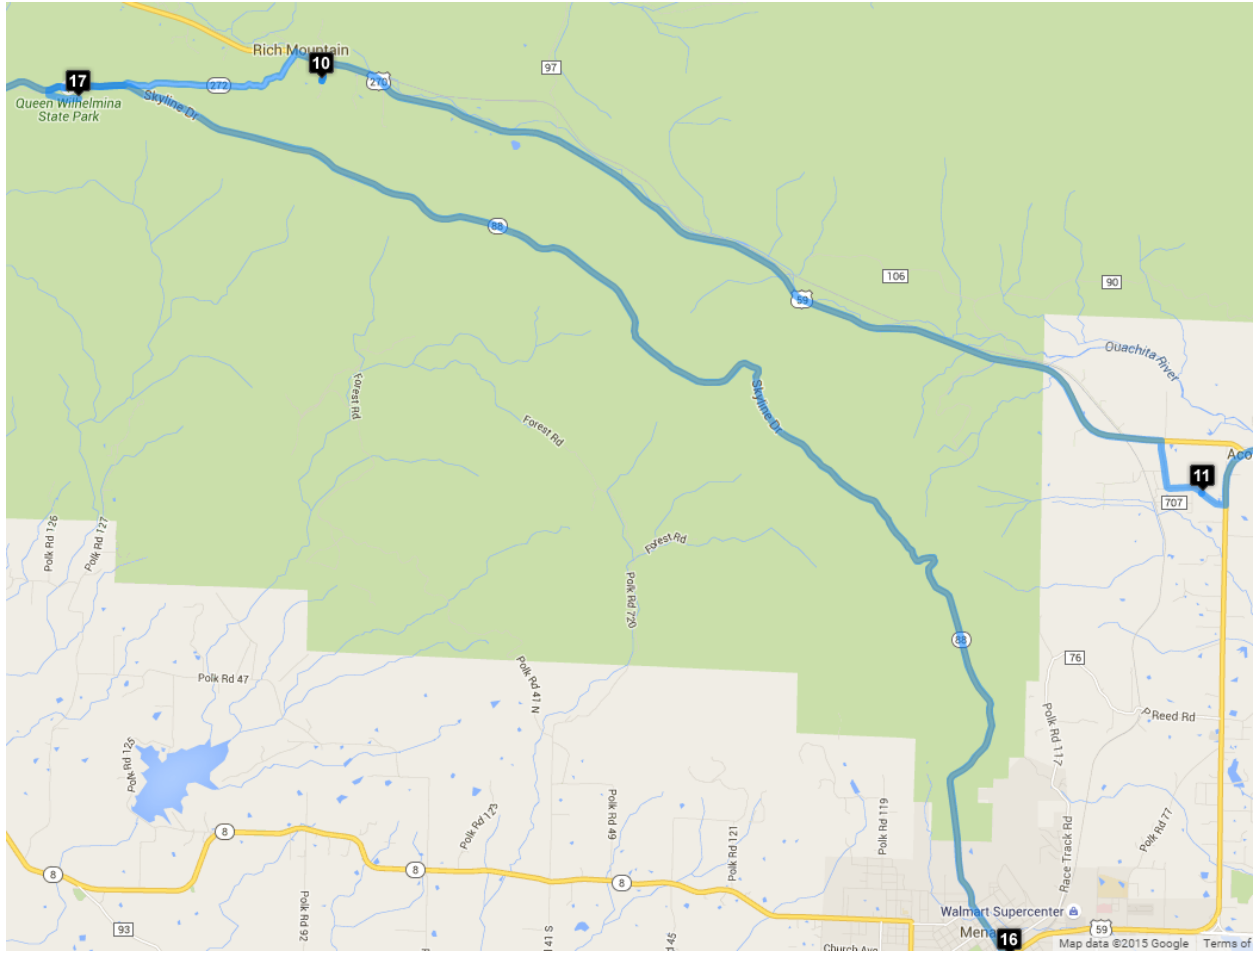 Rich Mountain
10
97
17
272
270
Queen Wilhelmina
State Park
Skyline Dr
88
106
90
59
Ouachita River
Forest Rd
Skyline Dr
Forest Rd
Aco
11
707
Polk Rd 126
Polk Rd 127
Forest Rd
Polk Rd 720
88
76
Polk Rd 47
Polk Rd 41 N
Polk Rd 117
P
Reed Rd
Polk Rd 125
Polk Rd 123
Polk Rd 49
Polk Rd 121
Polk Rd 119
Race Track Rd
Polk Rd 77
8
8
8
8
93
Polk Rd 92
141 S
45
Walmart Supercenter
Church Ave
Mena
16
59
Map data ©2015 Google
Terms of